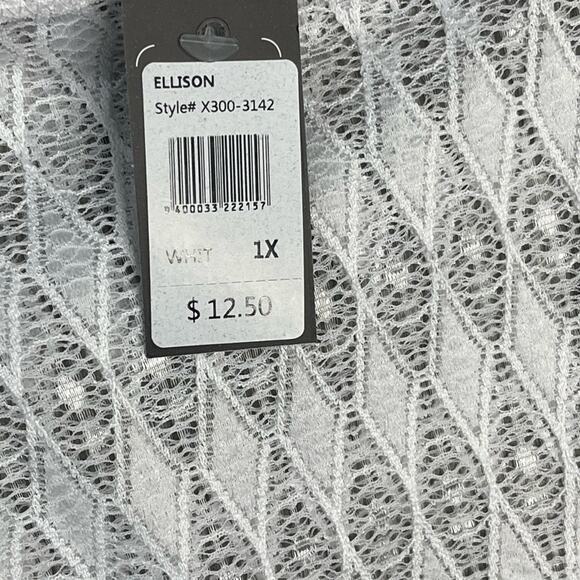 ELLISON
Style# X300-3142
400033 222157
WHIT 1X
$ 12.50